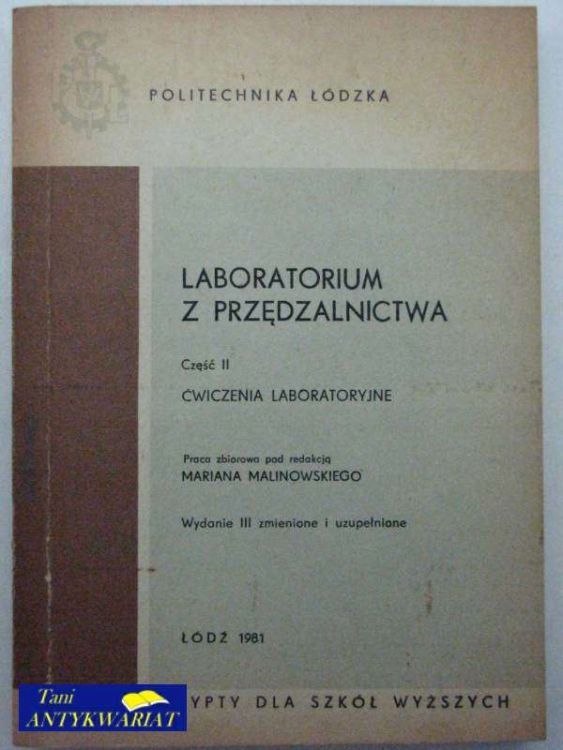 POLITECHNIKA ŁÓDZKA
LABORATORIUM
Z PRZĘDZALNICTWA
Część II
ĆWICZENIA LABORATORYJNE
Praca zbiorowa pod redakcją
MARIANA MALINOWSKIEGO
Wydanie III zmienione i uzupełnione
ŁÓDŹ 1981
YPTY DLA SZKÓŁ WYŻSZYCH
Tani
ANTYKWARIAT